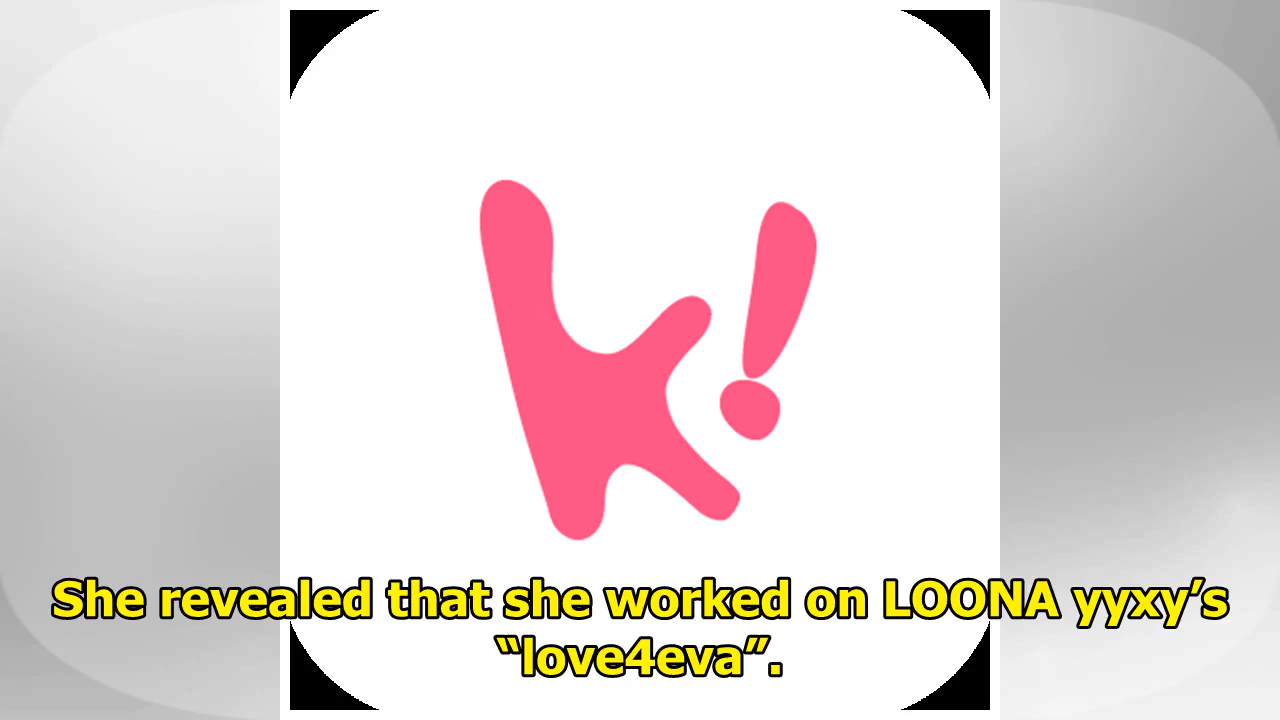 k!
She revealed that she worked on LOONA yyxy’s
“love4eva”.